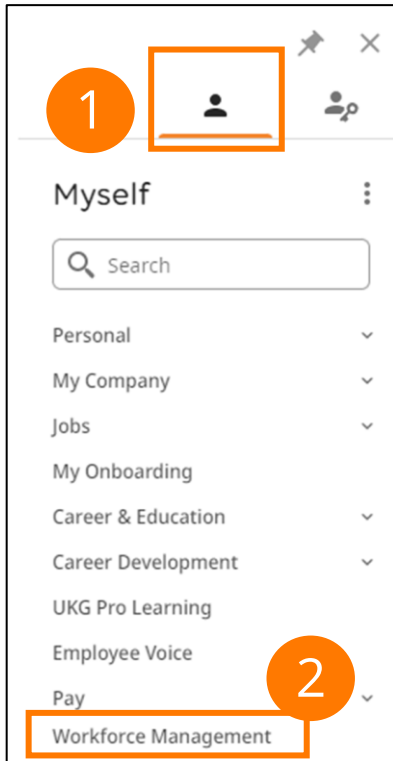 1
Myself
Search
Personal
My Company
Jobs
My Onboarding
Career & Education
Career Development
UKG Pro Learning
Employee Voice
2
Pay
Workforce Management